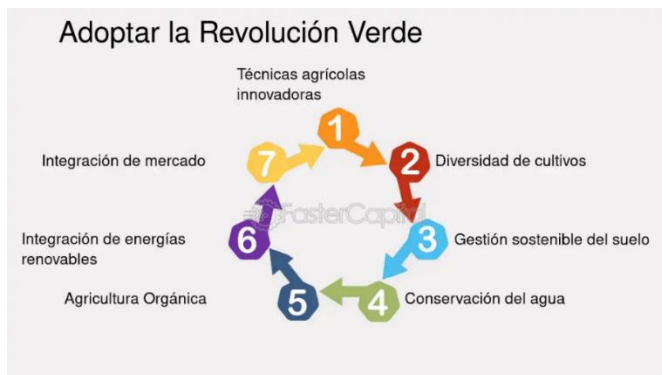 Adoptar la Revolución Verde
Técnicas agrícolas
innovadoras
1
2
Diversidad de cultivos
3
Gestión sostenible del suelo
4
Conservación del agua
5
Agricultura Orgánica
6
Integración de energías
renovables
7
Integración de mercado
FasterCapital